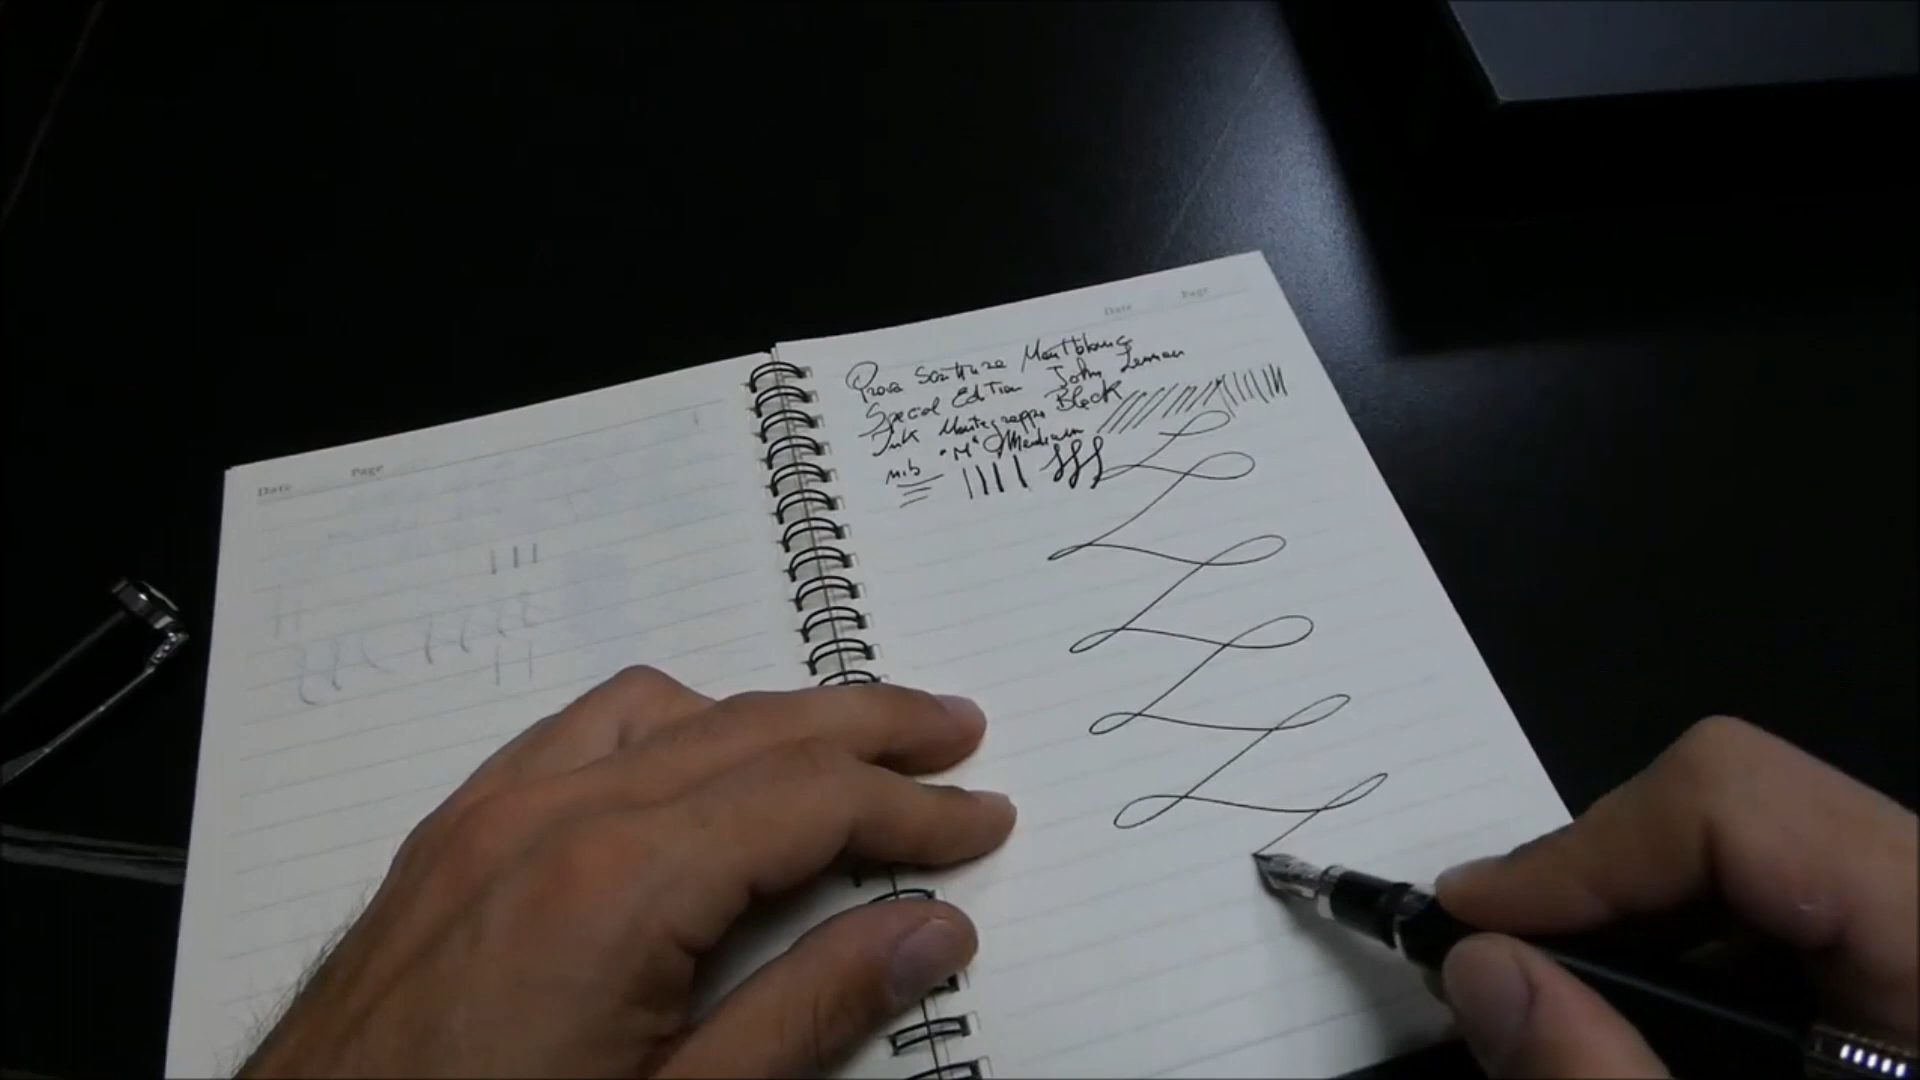 Date Page
Date Page
Prova Scrittura Montblanc
Special Edition John Lennon
Ink Montegrappa Black
nib "M" Medium